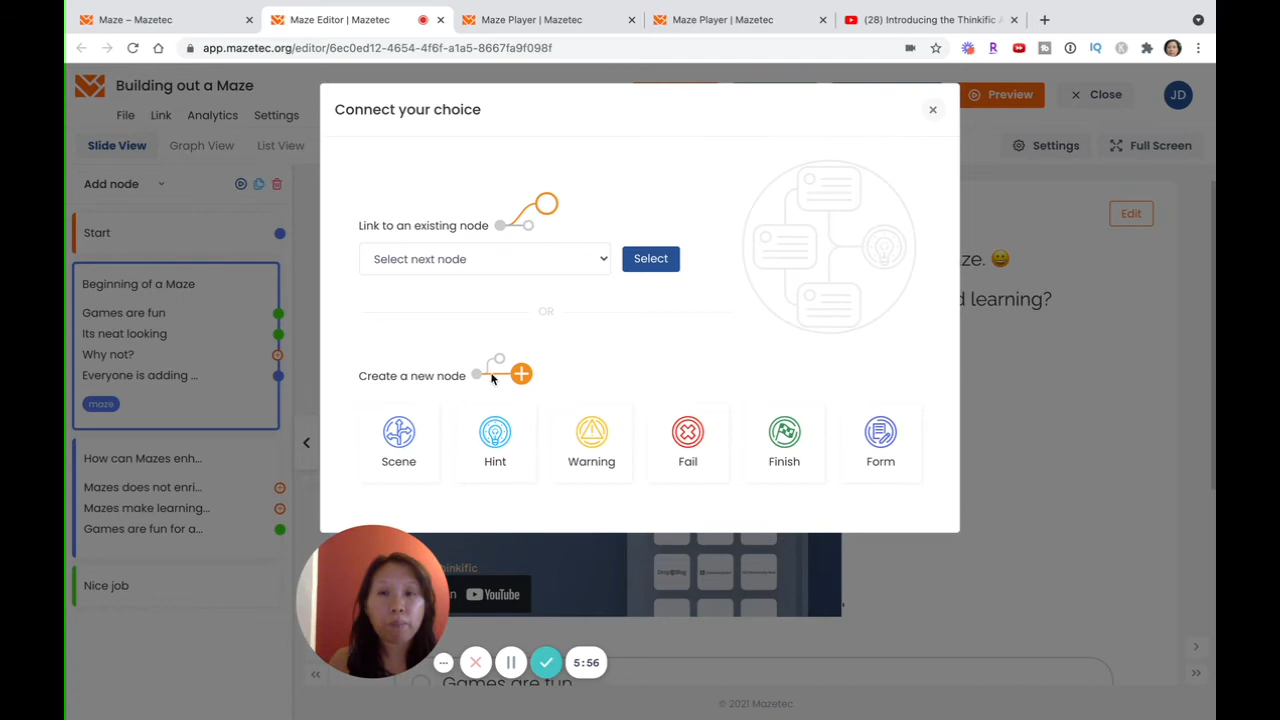 Maze – Mazetec
Maze Editor | Mazetec
Maze Player | Mazetec
Maze Player | Mazetec
(28) Introducing the Thinkific A
app.mazetec.org/editor/6ec0ed12-4654-4f6f-a1a5-8667fa9f098f
Building out a Maze
Preview
Close
JD
File
Link
Analytics
Settings
Slide View
Graph View
List View
Settings
Full Screen
Add node
Start
Beginning of a Maze
Games are fun
Its neat looking
Why not?
Everyone is adding ...
maze
How can Mazes enh...
Mazes does not enri...
Mazes make learning...
Games are fun for a...
Nice job
Connect your choice
Link to an existing node
Select next node
Select
OR
Create a new node
Scene
Hint
Warning
Fail
Finish
Form
Edit
ze. 😀
d learning?
hinkific
YouTube
Games are fun
5:56
© 2021 Mazetec